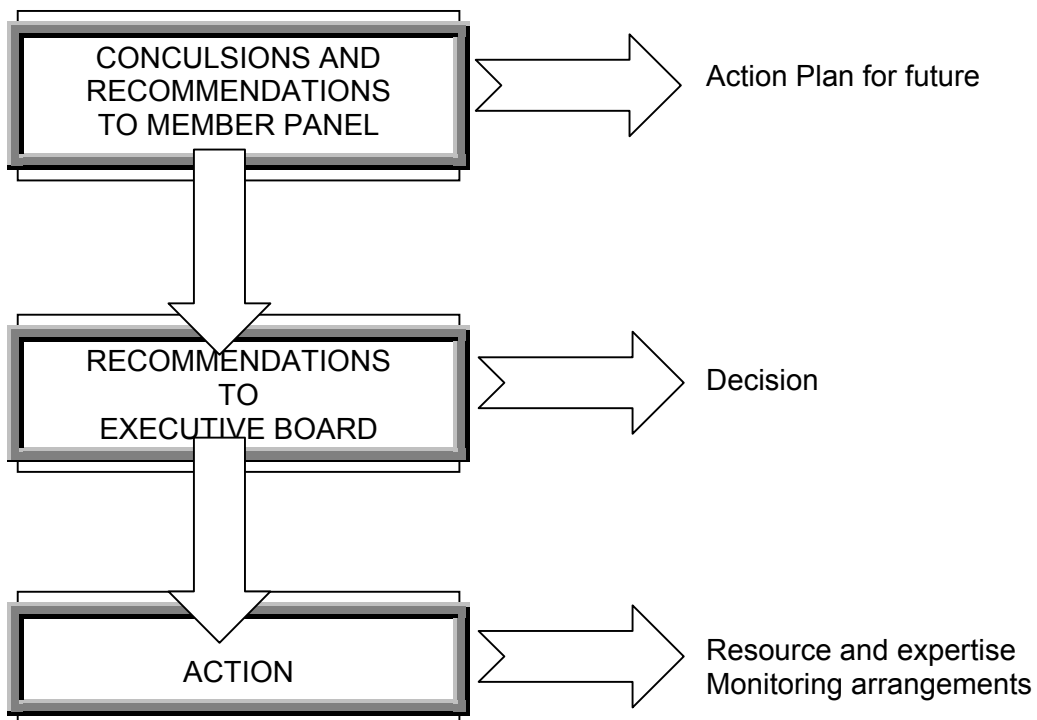 CONCULSIONS AND
RECOMMENDATIONS
TO MEMBER PANEL
Action Plan for future
RECOMMENDATIONS
TO
EXECUTIVE BOARD
Decision
ACTION
Resource and expertise
Monitoring arrangements